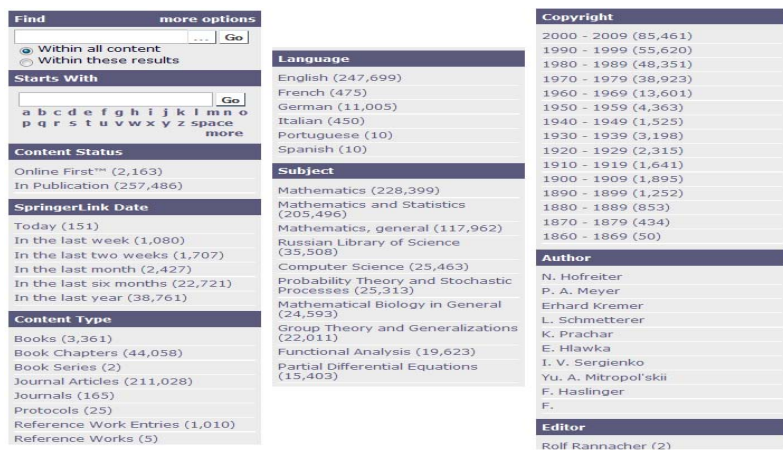 Find more options
... Go
Within all content
Within these results
Starts With
Go
a b c d e f g h i j k l m n o
p q r s t u v w x y z space
more
Content Status
Online First™ (2,163)
In Publication (257,486)
SpringerLink Date
Today (151)
In the last week (1,080)
In the last two weeks (1,707)
In the last month (2,427)
In the last six months (22,721)
In the last year (38,761)
Content Type
Books (3,361)
Book Chapters (44,058)
Book Series (2)
Journal Articles (211,028)
Journals (165)
Protocols (25)
Reference Work Entries (1,010)
Reference Works (5)
Language
English (247,699)
French (475)
German (11,005)
Italian (450)
Portuguese (10)
Spanish (10)
Subject
Mathematics (228,399)
Mathematics and Statistics
(205,496)
Mathematics, general (117,962)
Russian Library of Science
(35,508)
Computer Science (25,463)
Probability Theory and Stochastic
Processes (25,313)
Mathematical Biology in General
(24,593)
Group Theory and Generalizations
(22,011)
Functional Analysis (19,623)
Partial Differential Equations
(15,403)
Copyright
2000 - 2009 (85,461)
1990 - 1999 (55,620)
1980 - 1989 (48,351)
1970 - 1979 (38,923)
1960 - 1969 (13,601)
1950 - 1959 (4,363)
1940 - 1949 (1,525)
1930 - 1939 (3,198)
1920 - 1929 (2,315)
1910 - 1919 (1,641)
1900 - 1909 (1,895)
1890 - 1899 (1,252)
1880 - 1889 (853)
1870 - 1879 (434)
1860 - 1869 (50)
Author
N. Hofreiter
P. A. Meyer
Erhard Kremer
L. Schmetterer
K. Prachar
E. Hlawka
I. V. Sergienko
Yu. A. Mitropol'skii
F. Haslinger
F.
Editor
Rolf Rannacher (2)